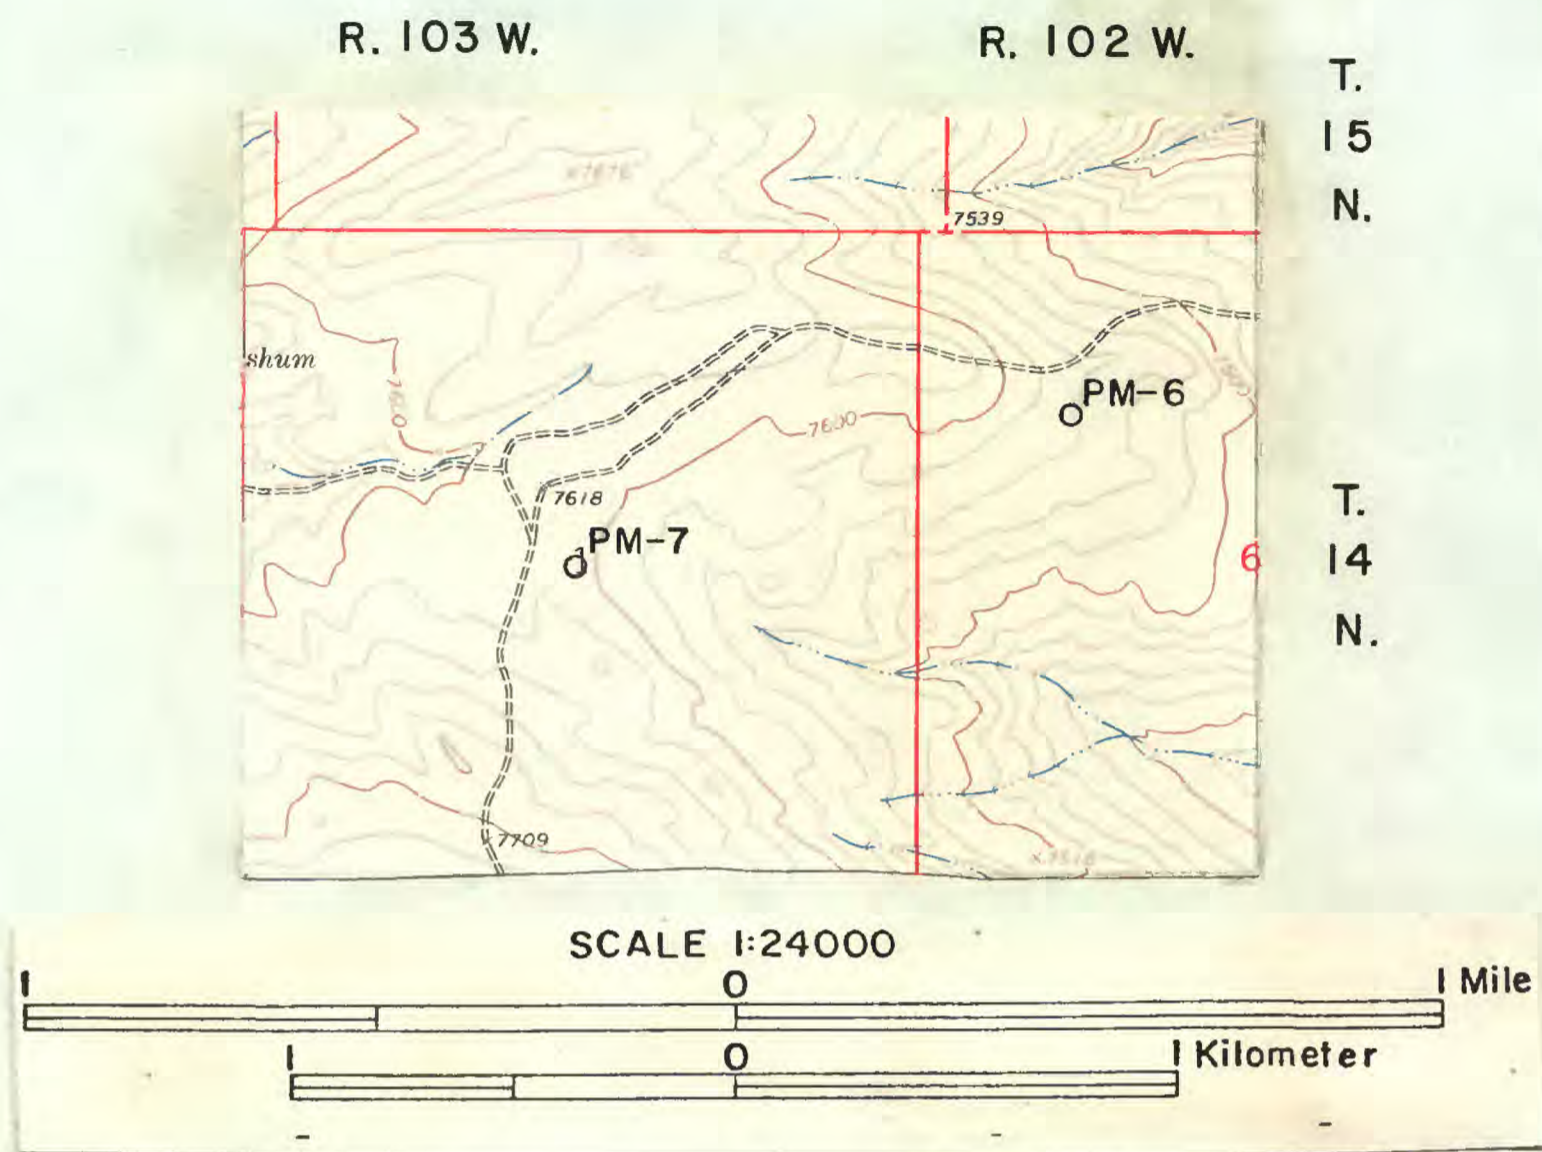 R. 103 W. R. 102 W.
T.
15
N.
7539
shum
7600
PM-6
7600
7618
T.
PM-7
6 14
N.
7709
SCALE 1:24000
1 0 1 Mile
1 0 1 Kilometer